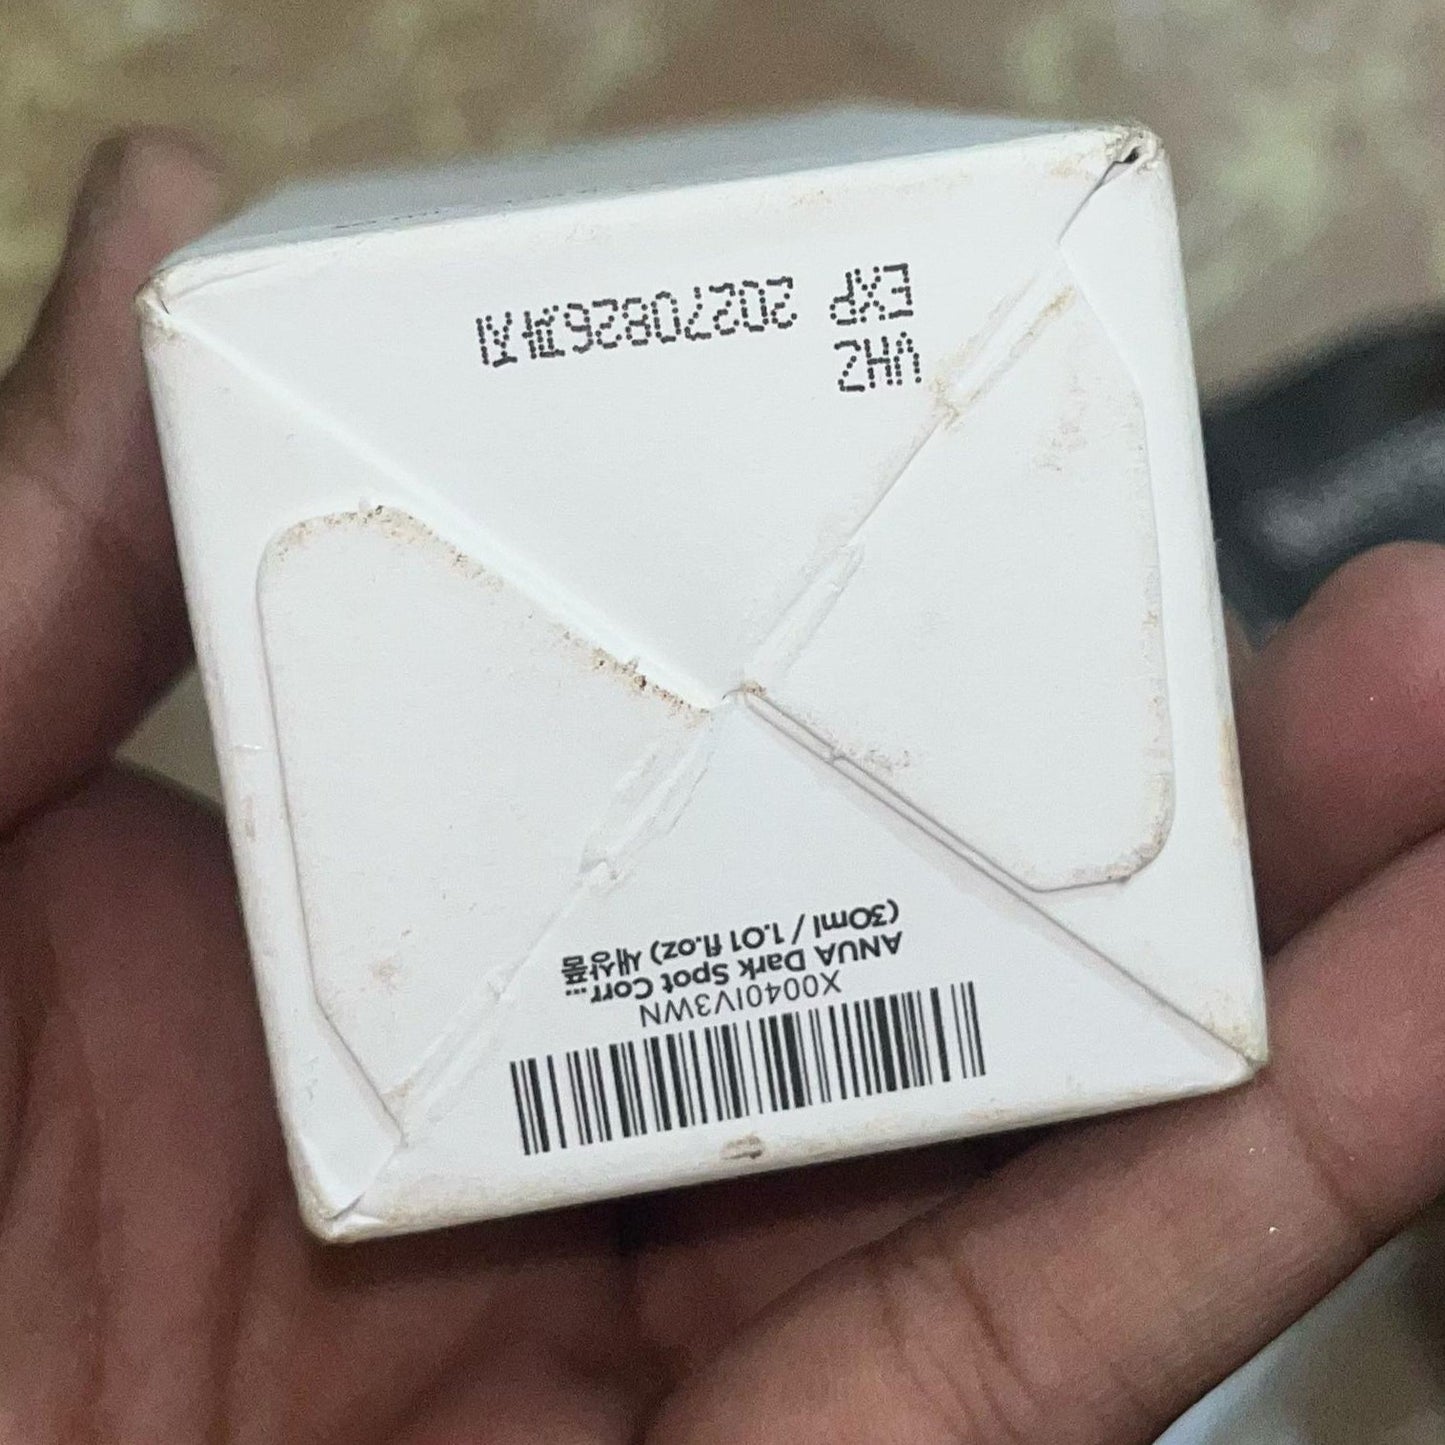 X0040IV3WN
ANUA Dark Spot Corr...
(30ml / 1.01 fl.oz) 새상품
VH2
EXP 20270826까지